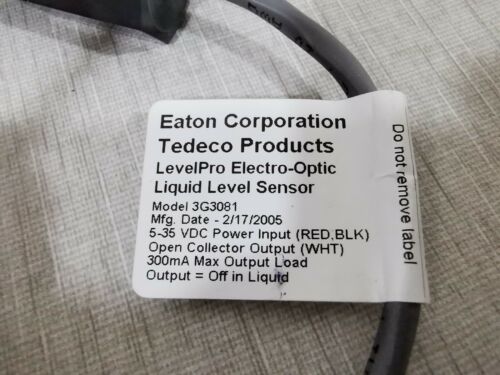 Eaton Corporation
Tedeco Products
LevelPro Electro-Optic
Liquid Level Sensor
Model 3G3081
Mfg. Date - 2/17/2005
5-35 VDC Power Input (RED,BLK)
Open Collector Output (WHT)
300mA Max Output Load
Output = Off in Liquid
Do not remove label